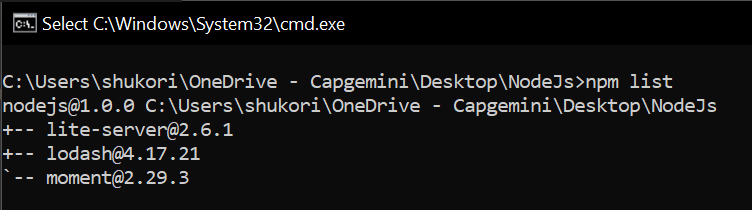 Select C:\Windows\System32\cmd.exe
C:\Users\shukori\OneDrive - Capgemini\Desktop\NodeJs>npm list
nodejs@1.0.0 C:\Users\shukori\OneDrive - Capgemini\Desktop\NodeJs
+-- lite-server@2.6.1
+-- lodash@4.17.21
`-- moment@2.29.3